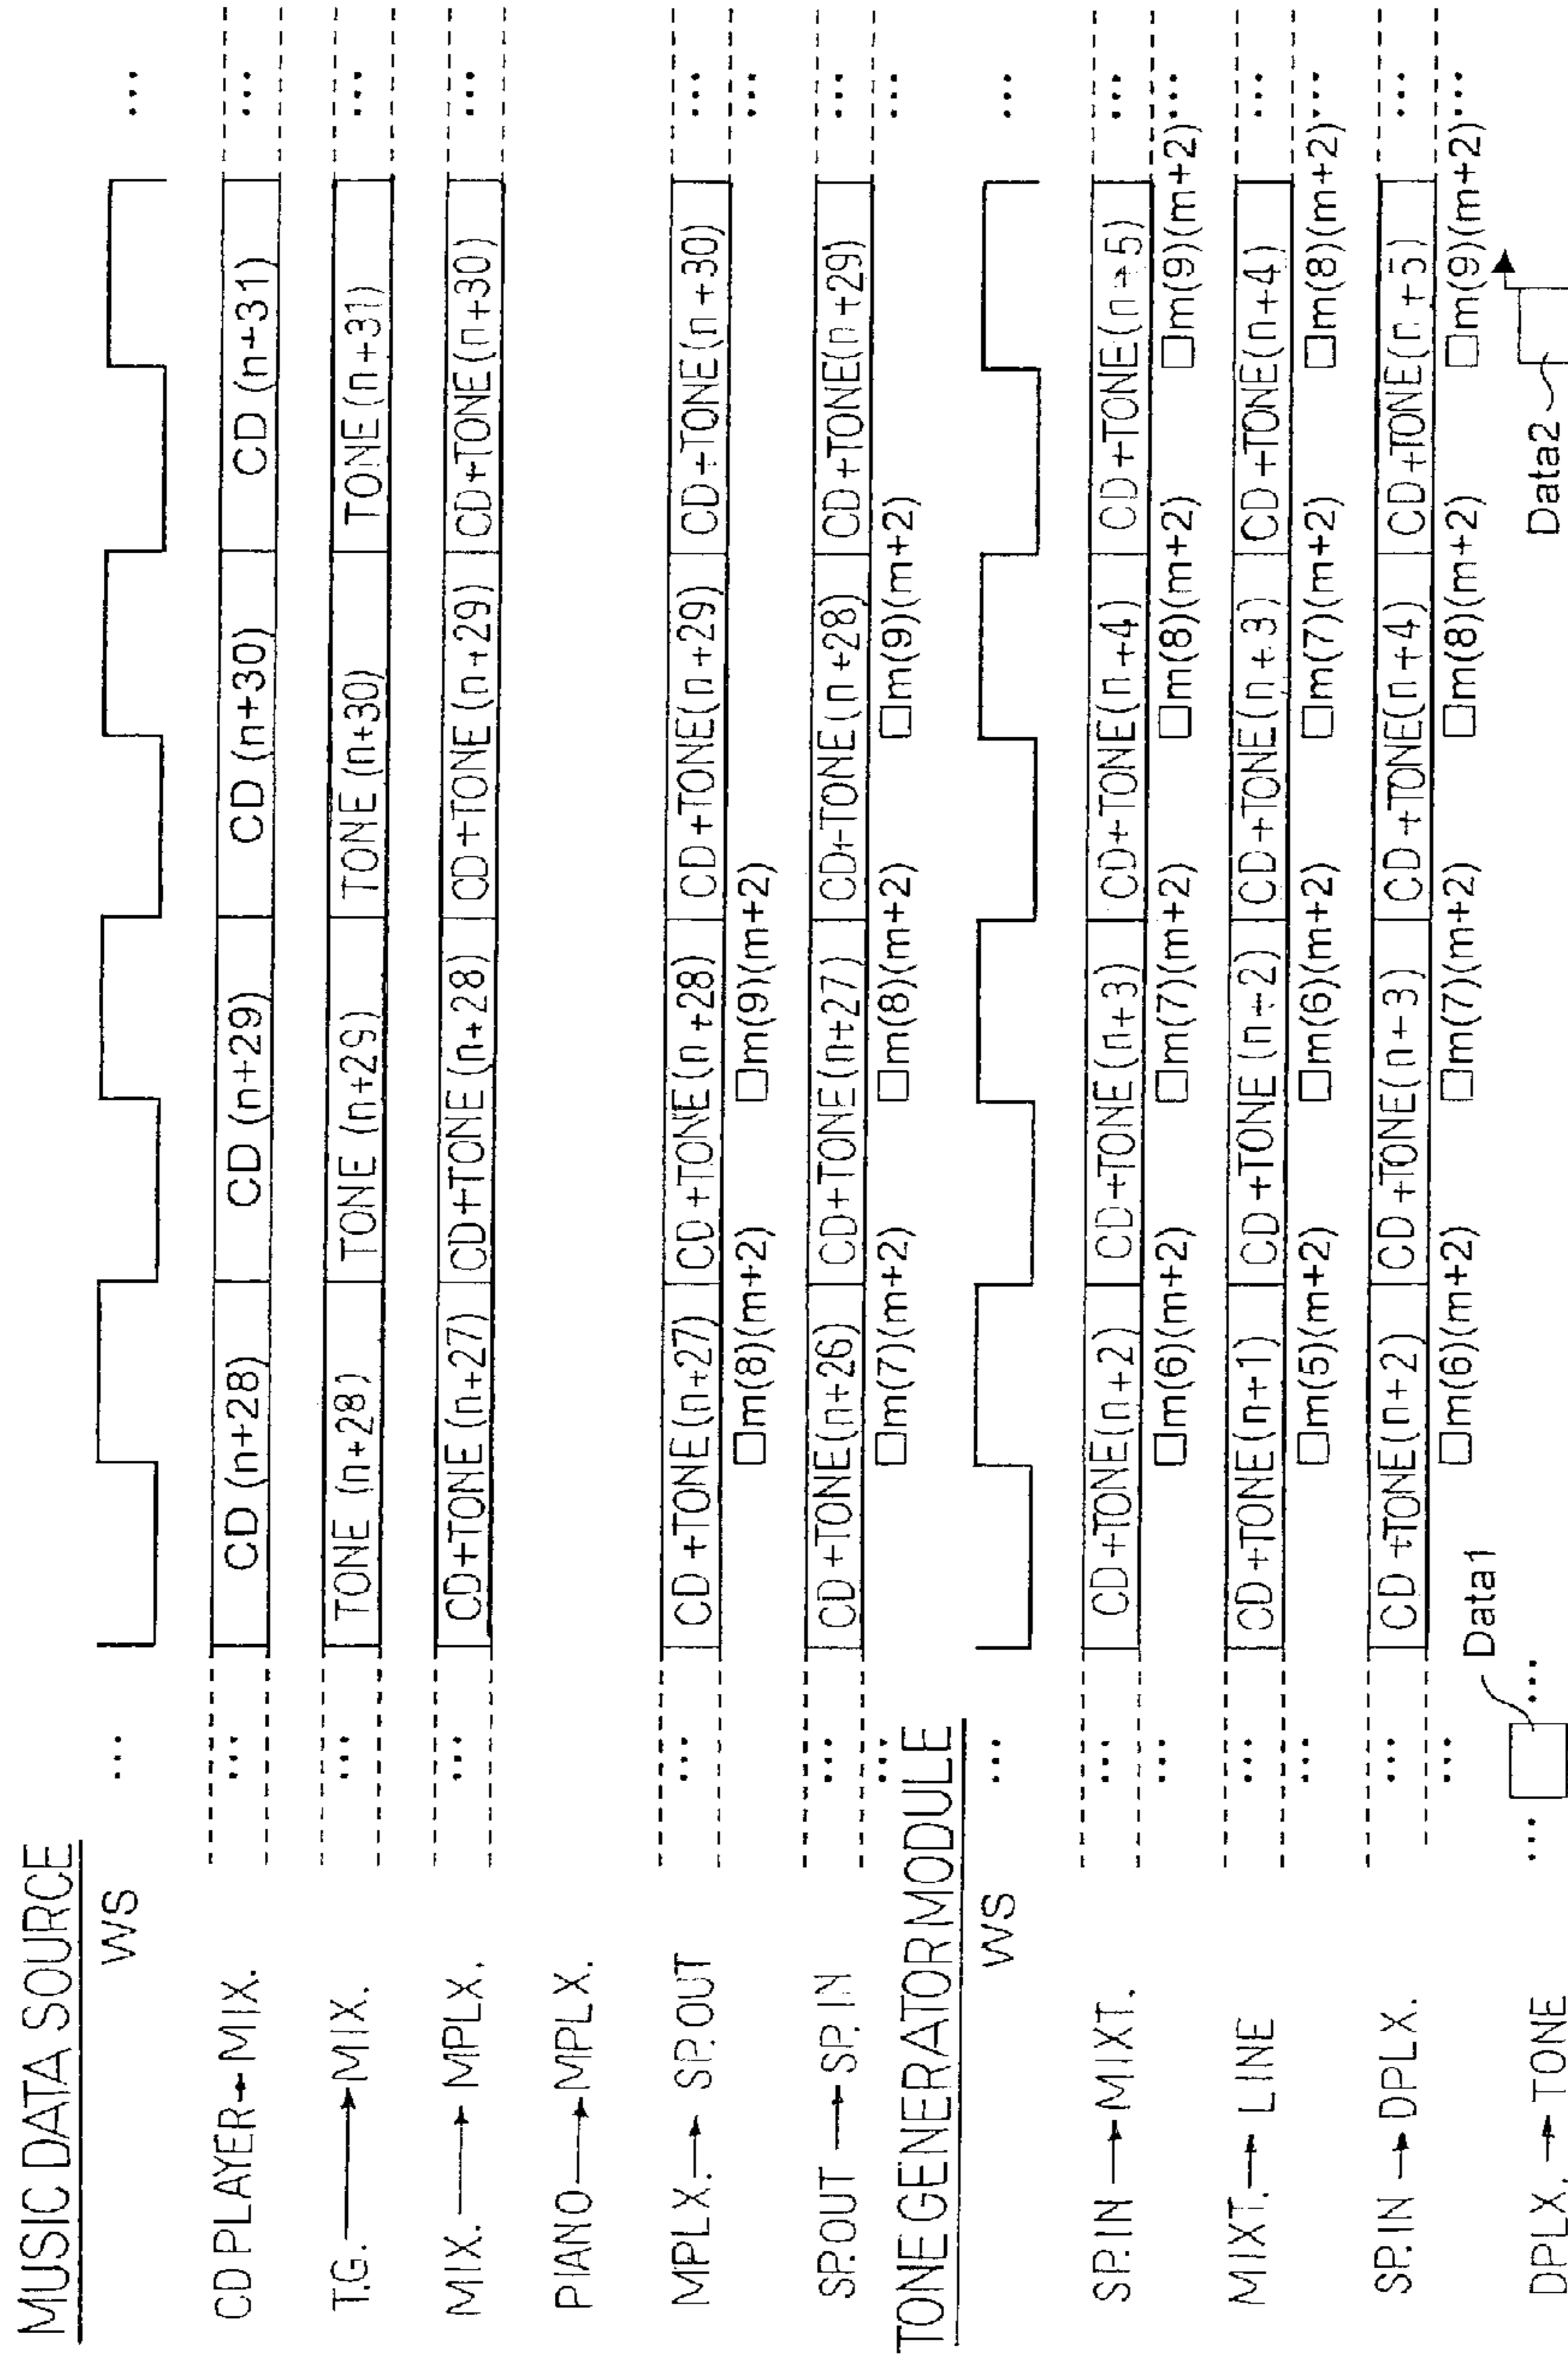 MUSIC DATA SOURCE
WS ... ...
CD PLAYER→MIX. ... CD (n+28) CD (n+29) CD (n+30) CD (n+31) ...
T.G. → MIX. ... TONE (n+28) TONE (n+29) TONE (n+30) TONE (n+31) ...
MIX. → MPLX. ... CD+TONE (n+27) CD+TONE (n+28) CD+TONE (n+29) CD+TONE(n+30) ...
PIANO → MPLX.
MPLX. → SP.OUT ... CD+TONE(n+27) CD+TONE(n+28) CD+TONE(n+29) CD+TONE(n+30) ...
□m(8)(m+2) □m(9)(m+2) ...
SP.OUT → SP.IN ... CD+TONE(n+26) CD+TONE(n+27) CD+TONE(n+28) CD+TONE(n+29) ...
... □m(7)(m+2) □m(8)(m+2) □m(9)(m+2) ...
TONE GENERATOR MODULE
WS ... ...
SP.IN → MIXT. ... CD+TONE(n+2) CD+TONE(n+3) CD+TONE(n+4) CD+TONE(n+5) ...
... □m(6)(m+2) □m(7)(m+2) □m(8)(m+2) □m(9)(m+2) ...
MIXT. → LINE ... CD+TONE(n+1) CD+TONE (n+2) CD+TONE(n+3) CD+TONE(n+4) ...
... □m(5)(m+2) □m(6)(m+2) □m(7)(m+2) □m(8)(m+2) ...
SP.IN → DPLX. ... CD+TONE(n+2) CD+TONE(n+3) CD+TONE(n+4) CD+TONE(n+5) ...
... □m(6)(m+2) □m(7)(m+2) □m(8)(m+2) □m(9)(m+2) ...
DPLX. → TONE ... ... Data1 Data2